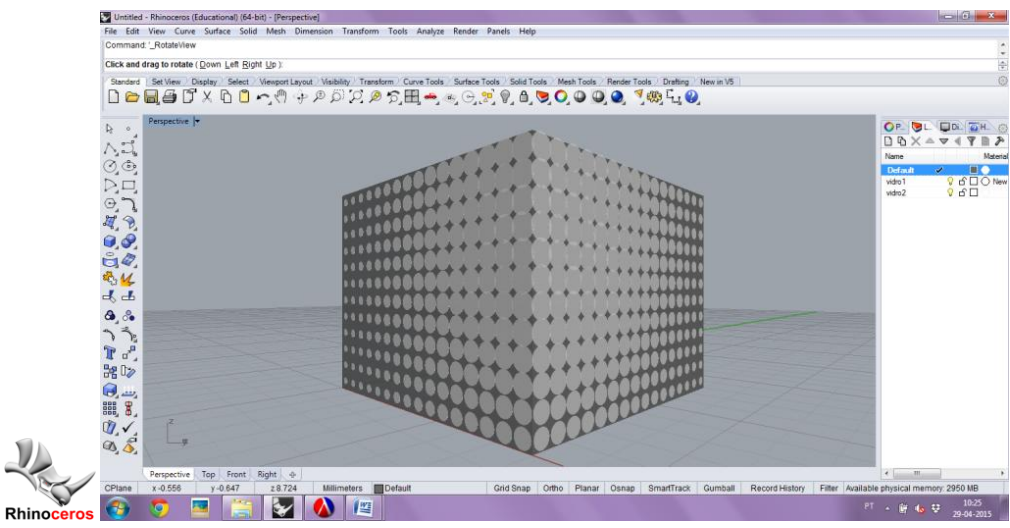 Untitled - Rhinoceros (Educational) (64-bit) - [Perspective]
File Edit View Curve Surface Solid Mesh Dimension Transform Tools Analyze Render Panels Help
Command: '_RotateView
Click and drag to rotate ( Down Left Right Up ):
Standard Set View Display Select Viewport Layout Visibility Transform Curve Tools Surface Tools Solid Tools Mesh Tools Render Tools Drafting New in V5
Perspective
P.. L.. Di.. H..
Name Material
Default
vidro1 New
vidro2
z
Perspective Top Front Right
CPlane x -0.556 y -0.647 z 8.724 Millimeters Default Grid Snap Ortho Planar Osnap SmartTrack Gumball Record History Filter Available physical memory: 2950 MB
PT 10:25
29-04-2015
Rhinoceros